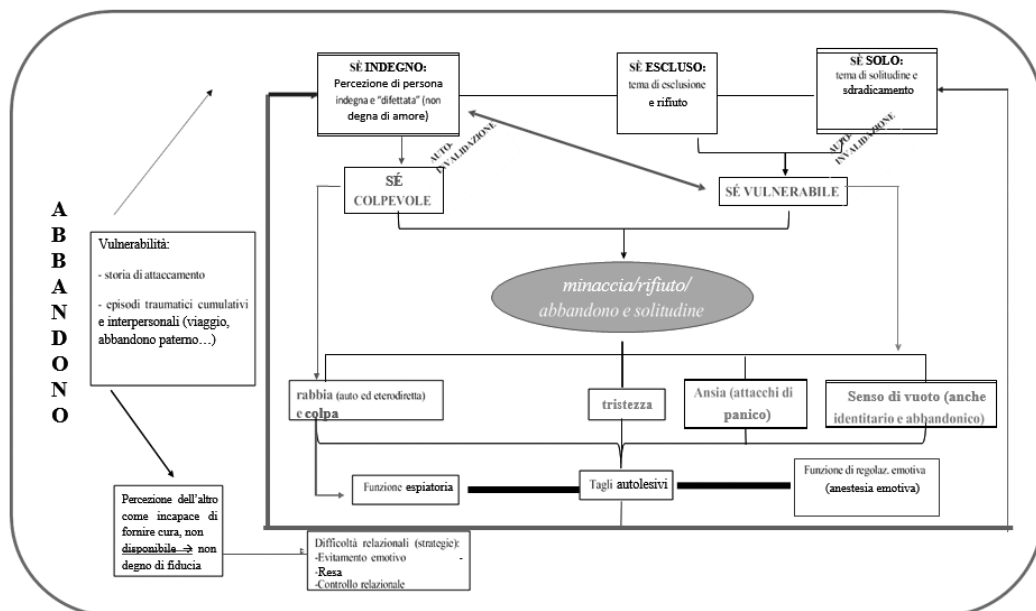 SÈ INDEGNO:
Percezione di persona
indegna e "difettata" (non
degna di amore)
SÈ ESCLUSO:
tema di esclusione
e rifiuto
SÈ SOLO:
tema di solitudine e
sdradicamento
AUTO-
INVALIDAZIONE
AUTO-
INVALIDAZIONE
SÉ
COLPEVOLE
SÉ VULNERABILE
ABBANDONO
Vulnerabilità:
- storia di attaccamento
- episodi traumatici cumulativi
e interpersonali (viaggio,
abbandono paterno…)
minaccia/rifiuto/
abbandono e solitudine
rabbia (auto ed eterodiretta)
e colpa
tristezza
Ansia (attacchi di
panico)
Senso di vuoto (anche
identitario e abbandonico)
Funzione espiatoria
Tagli autolesivi
Funzione di regolaz. emotiva
(anestesia emotiva)
Percezione dell'altro
come incapace di
fornire cura, non
disponibile → non
degno di fiducia
Difficoltà relazionali (strategie):
-Evitamento emotivo -
-Resa
-Controllo relazionale